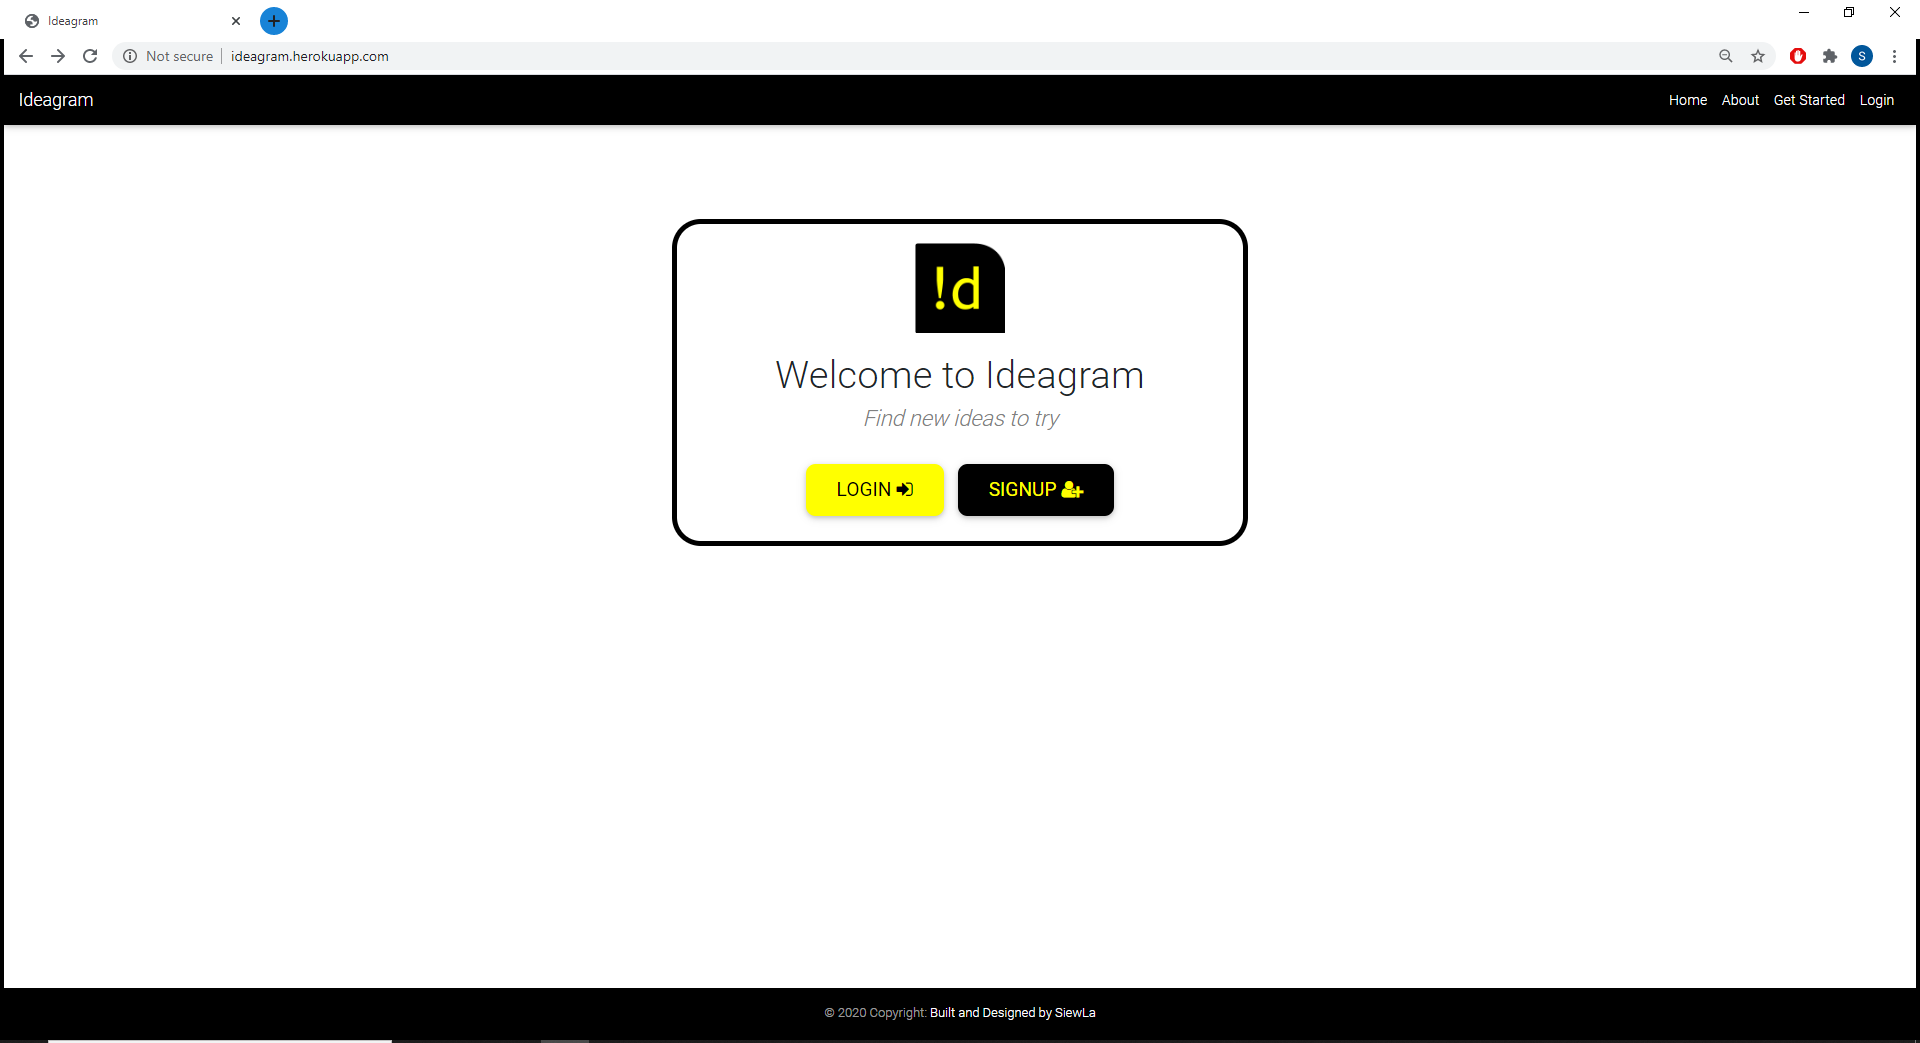 Ideagram
Not secure ideagram.herokuapp.com
S
Ideagram
Home About Get Started Login
!d
Welcome to Ideagram
Find new ideas to try
LOGIN
SIGNUP
© 2020 Copyright: Built and Designed by SiewLa